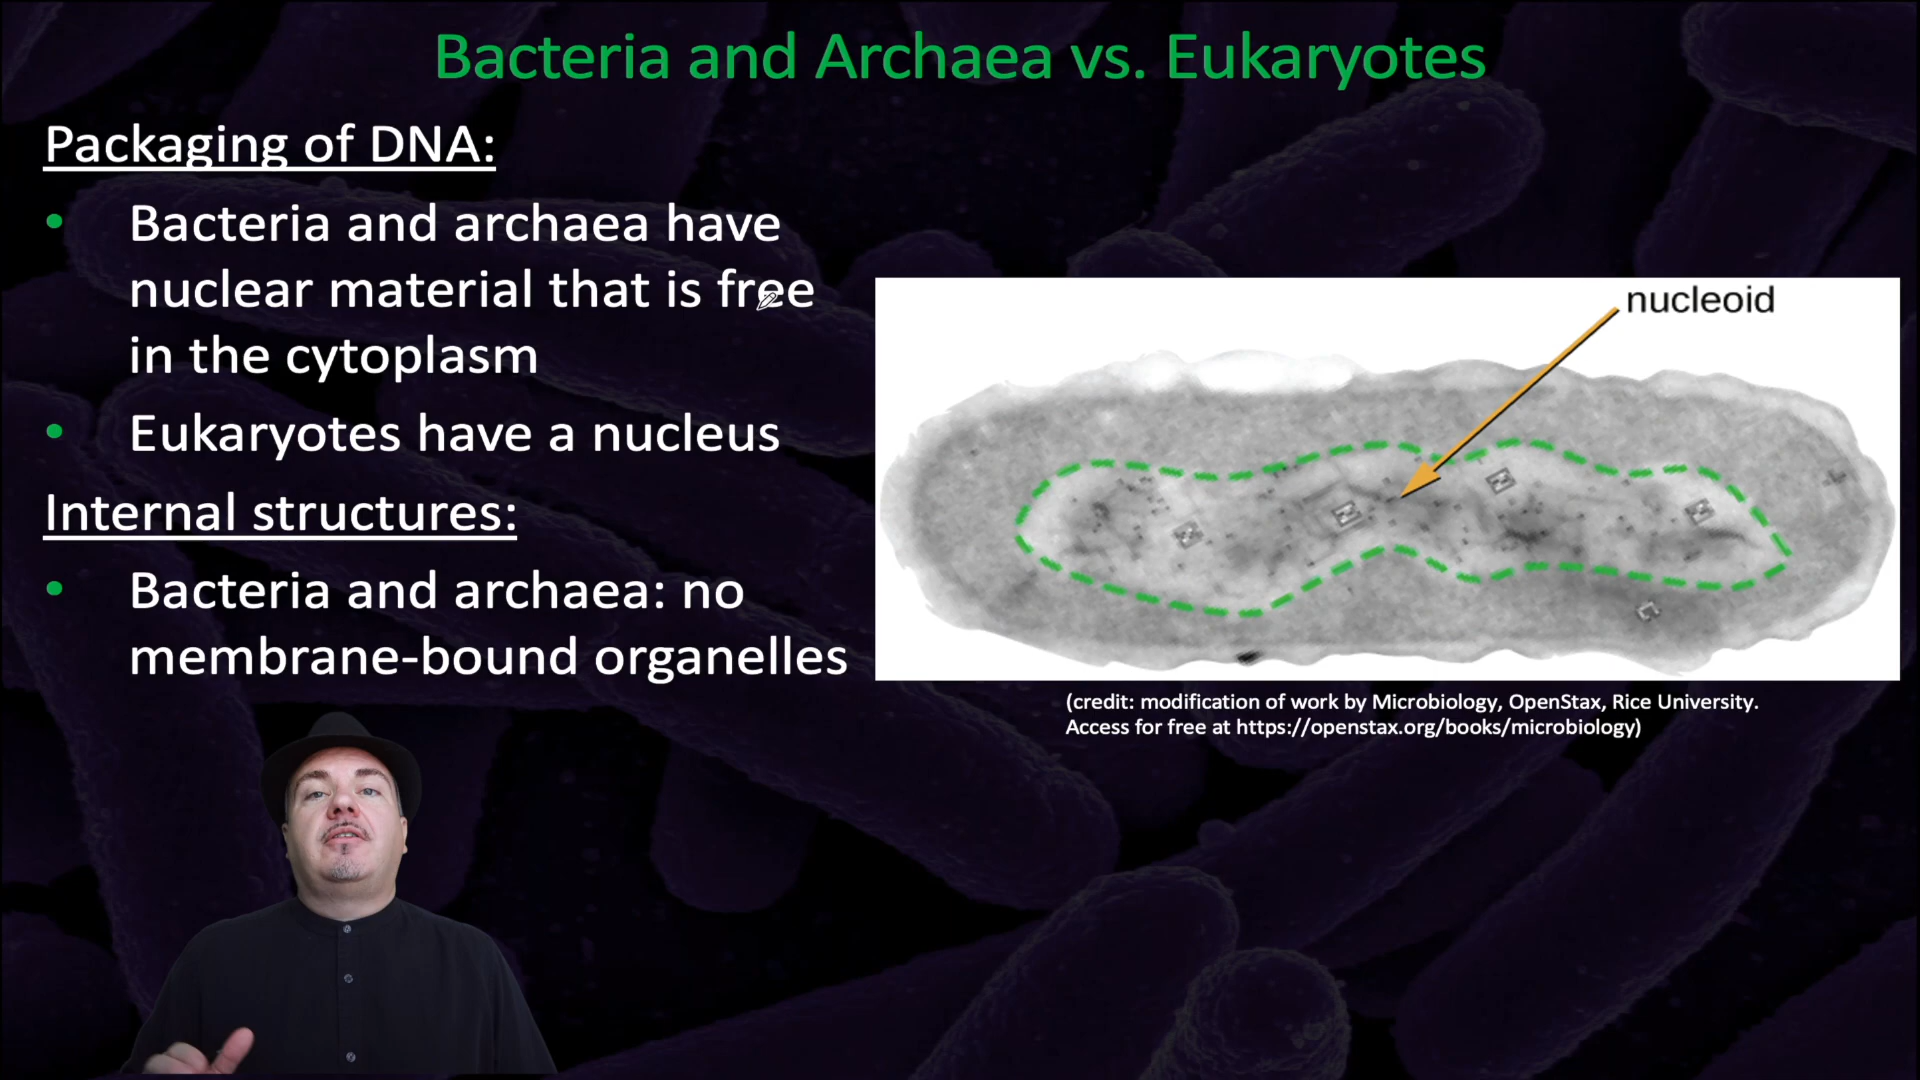 Bacteria and Archaea vs. Eukaryotes
Packaging of DNA:
• Bacteria and archaea have
nuclear material that is free
in the cytoplasm
• Eukaryotes have a nucleus
Internal structures:
• Bacteria and archaea: no
membrane-bound organelles
nucleoid
(credit: modification of work by Microbiology, OpenStax, Rice University.
Access for free at https://openstax.org/books/microbiology)